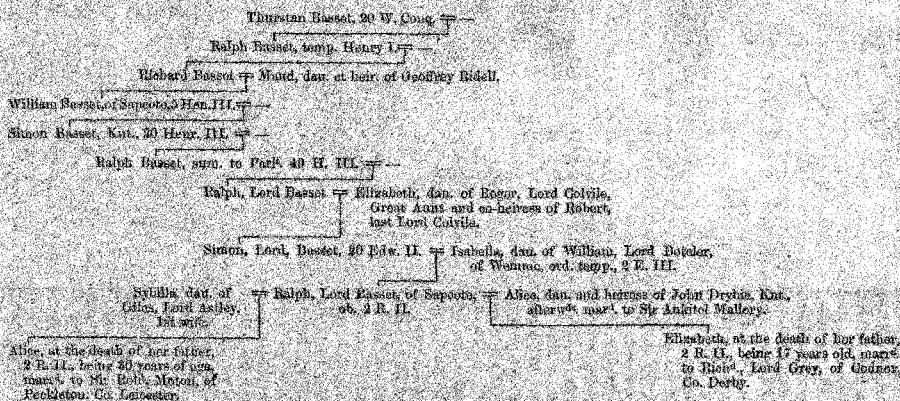 Thurstan Basset, 20 W. Conq. = —
Ralph Basset, temp. Henry I. = —
Richard Basset = Maud, dau. et heir. of Geoffrey Ridell.
William Basset, of Sapcote, 5 Hen. III. = —
Simon Basset, Knt., 30 Henr. III. = —
Ralph Basset, sum. to Parlt. 49 H. III. = —
Ralph, Lord Basset = Elizabeth, dau. of Roger, Lord Colvile,
Great Aunt and co-heiress of Robert,
last Lord Colvile.
Simon, Lord, Basset, 20 Edw. II. = Isabella, dau. of William, Lord Boteler,
of Wemme, ord. temp., 2 E. III.
Sybilla, dau. of = Ralph, Lord Basset, of Sapcote, = Alice, dau. and heiress of John Drybie, Knt.,
Giles, Lord Astley, ob. 2 R. II. afterwds. mard. to Sir Ankitol Mallory.
1st wife.
Elizabeth, at the death of her father,
2 R. II., being 17 years old, marrd.
to Richd., Lord Grey, of Codnor,
Co. Derby.
Alice, at the death of her father,
2 R. II., being 30 years of age,
marrd. to Sir Robt. Moton, of
Peckleton, Co. Leicester.